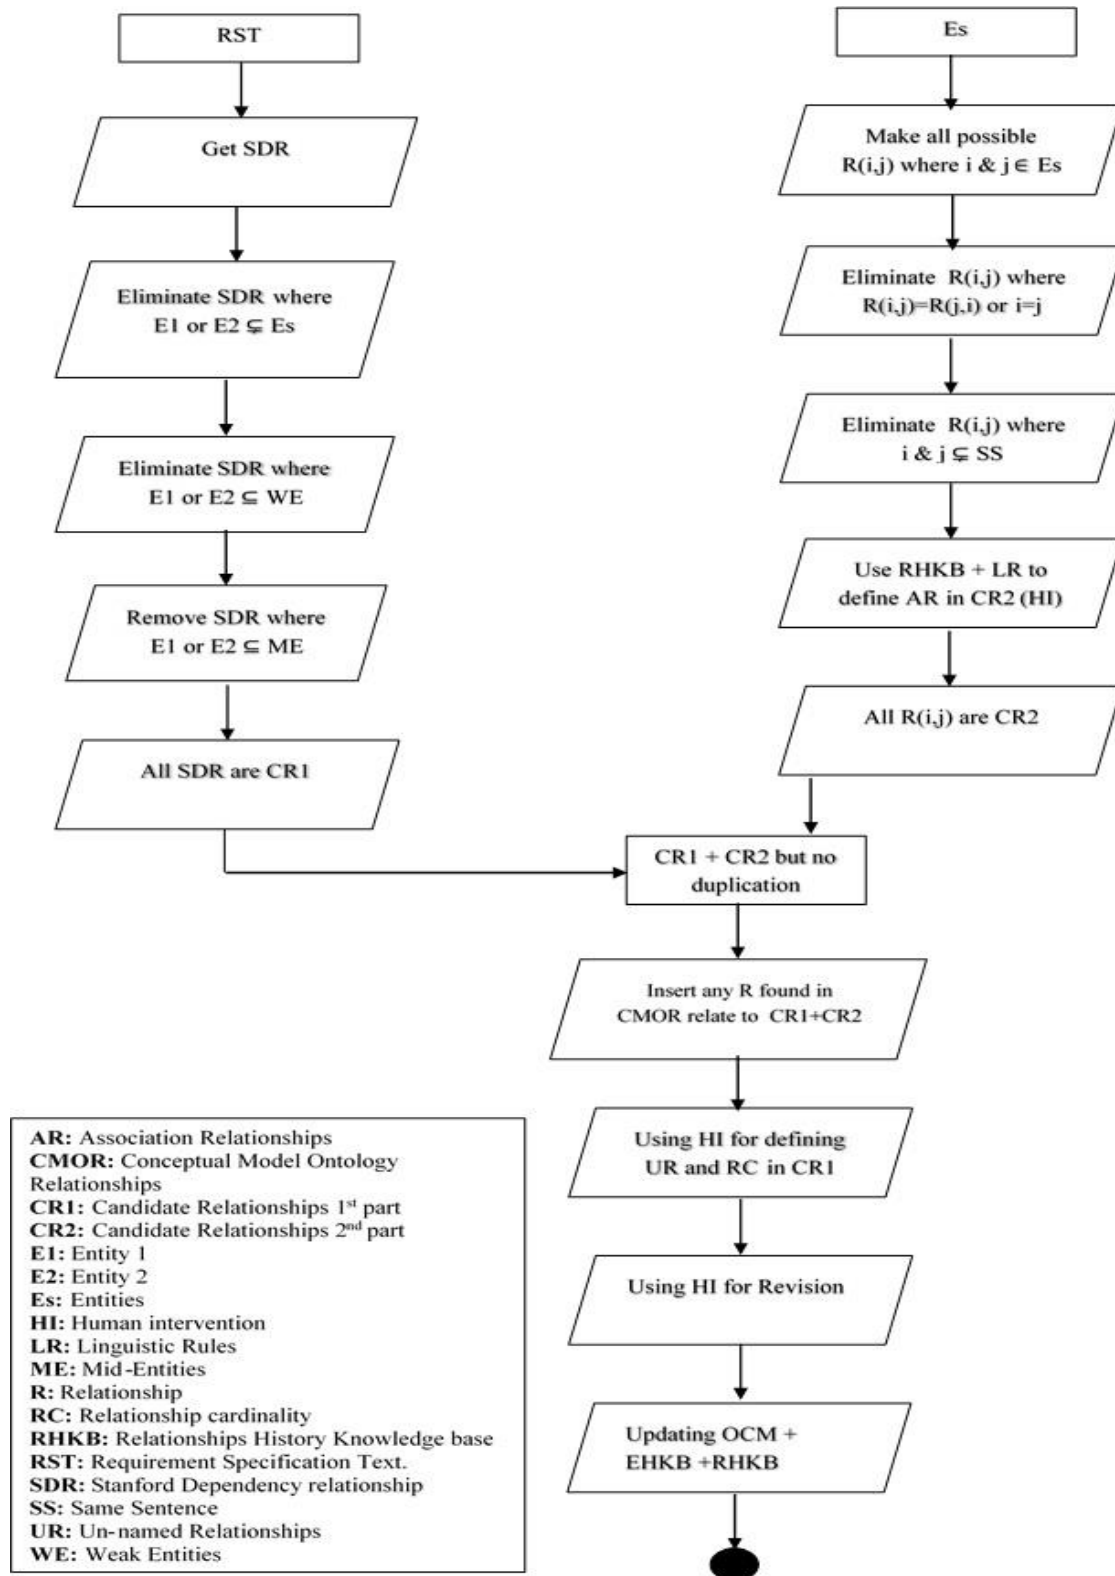 RST
Get SDR
Eliminate SDR where
E1 or E2 ⊊ Es
Eliminate SDR where
E1 or E2 ⊆ WE
Remove SDR where
E1 or E2 ⊆ ME
All SDR are CR1
Es
Make all possible
R(i,j) where i & j ∈ Es
Eliminate R(i,j) where
R(i,j)=R(j,i) or i=j
Eliminate R(i,j) where
i & j ⊊ SS
Use RHKB + LR to
define AR in CR2 (HI)
All R(i,j) are CR2
CR1 + CR2 but no
duplication
Insert any R found in
CMOR relate to CR1+CR2
Using HI for defining
UR and RC in CR1
Using HI for Revision
Updating OCM +
EHKB +RHKB
AR: Association Relationships
CMOR: Conceptual Model Ontology
Relationships
CR1: Candidate Relationships 1st part
CR2: Candidate Relationships 2nd part
E1: Entity 1
E2: Entity 2
Es: Entities
HI: Human intervention
LR: Linguistic Rules
ME: Mid-Entities
R: Relationship
RC: Relationship cardinality
RHKB: Relationships History Knowledge base
RST: Requirement Specification Text.
SDR: Stanford Dependency relationship
SS: Same Sentence
UR: Un-named Relationships
WE: Weak Entities